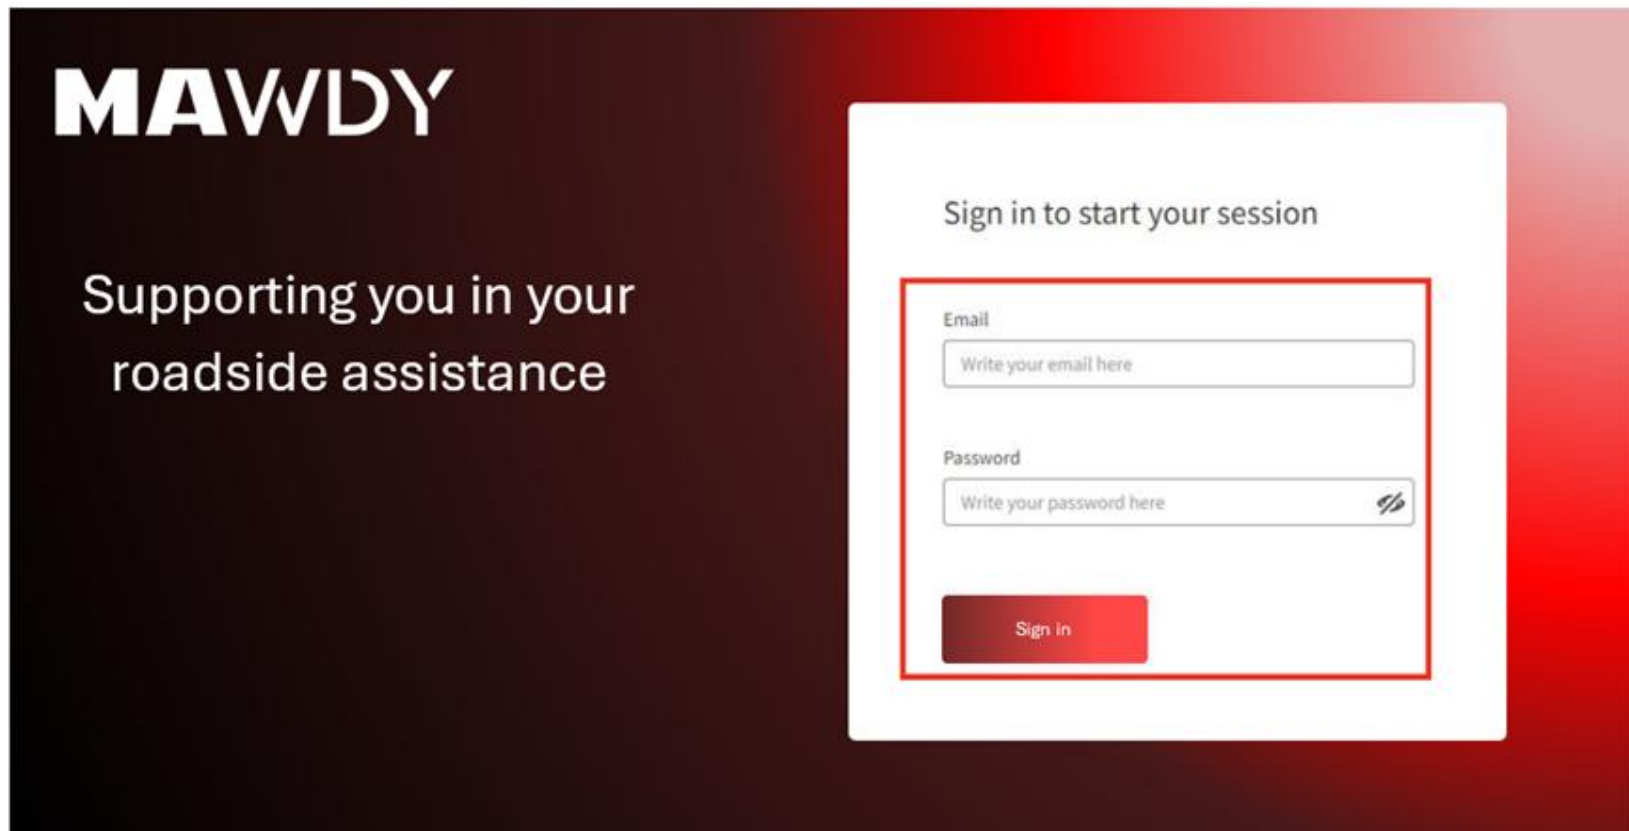 MAWDY
Supporting you in your
roadside assistance
Sign in to start your session
Email
Write your email here
Password
Write your password here
Sign in